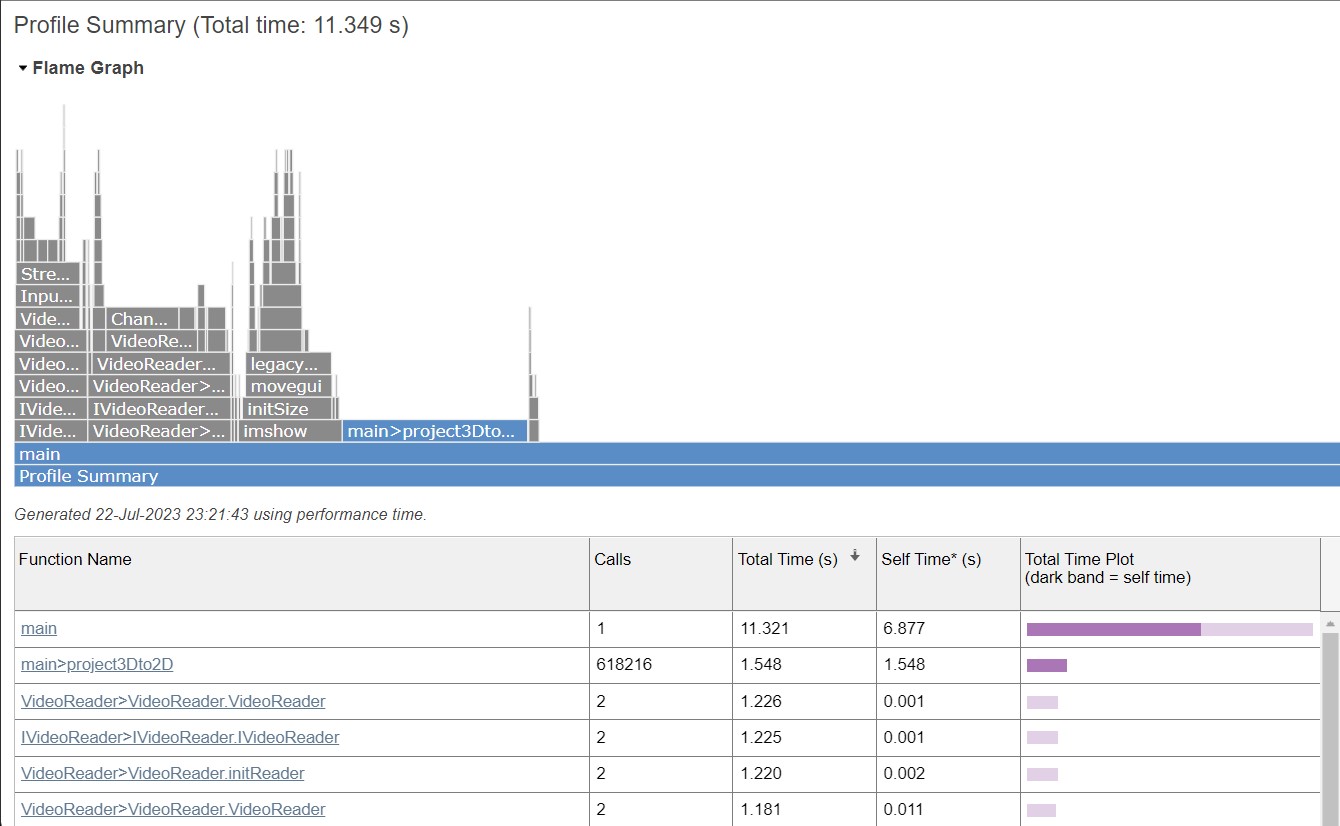 Profile Summary (Total time: 11.349 s)
Flame Graph
Stre...
Inpu...
Vide... Chan...
Video... VideoRe...
Video... VideoReader... legacy...
Video... VideoReader>... movegui
IVide... IVideoReader... initSize
IVide... VideoReader>... imshow main>project3Dto...
main
Profile Summary
Generated 22-Jul-2023 23:21:43 using performance time.
Function Name Calls Total Time (s) Self Time* (s) Total Time Plot
(dark band = self time)
main 1 11.321 6.877
main>project3Dto2D 618216 1.548 1.548
VideoReader>VideoReader.VideoReader 2 1.226 0.001
IVideoReader>IVideoReader.IVideoReader 2 1.225 0.001
VideoReader>VideoReader.initReader 2 1.220 0.002
VideoReader>VideoReader.VideoReader 2 1.181 0.011